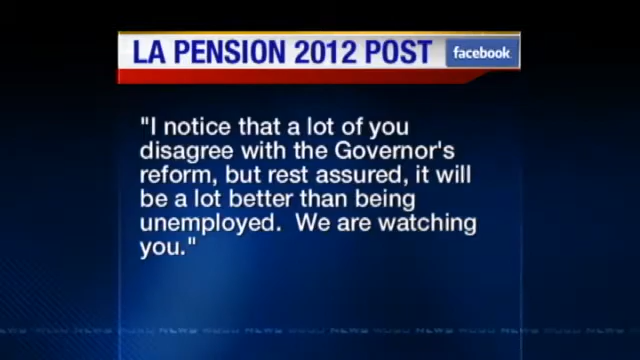 LA PENSION 2012 POST facebook
"I notice that a lot of you
disagree with the Governor's
reform, but rest assured, it will
be a lot better than being
unemployed.  We are watching
you."